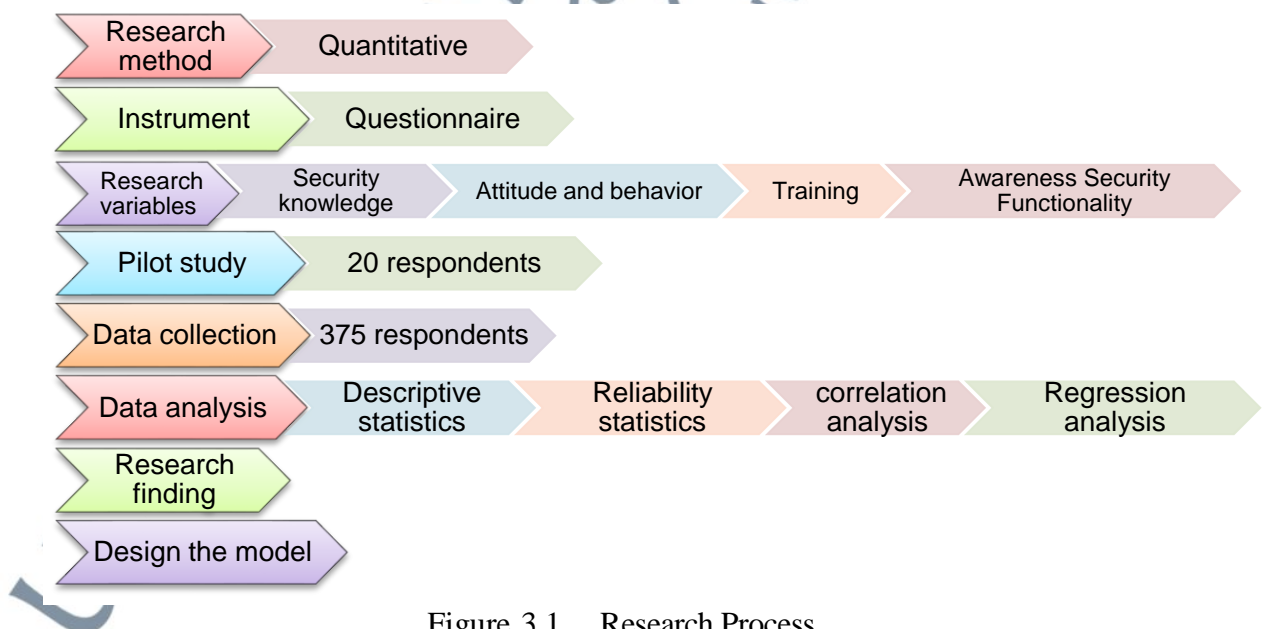 Research method
Quantitative
Instrument
Questionnaire
Research variables
Security knowledge
Attitude and behavior
Training
Awareness Security Functionality
Pilot study
20 respondents
Data collection
375 respondents
Data analysis
Descriptive statistics
Reliability statistics
correlation analysis
Regression analysis
Research finding
Design the model
Figure 3.1 Research Process